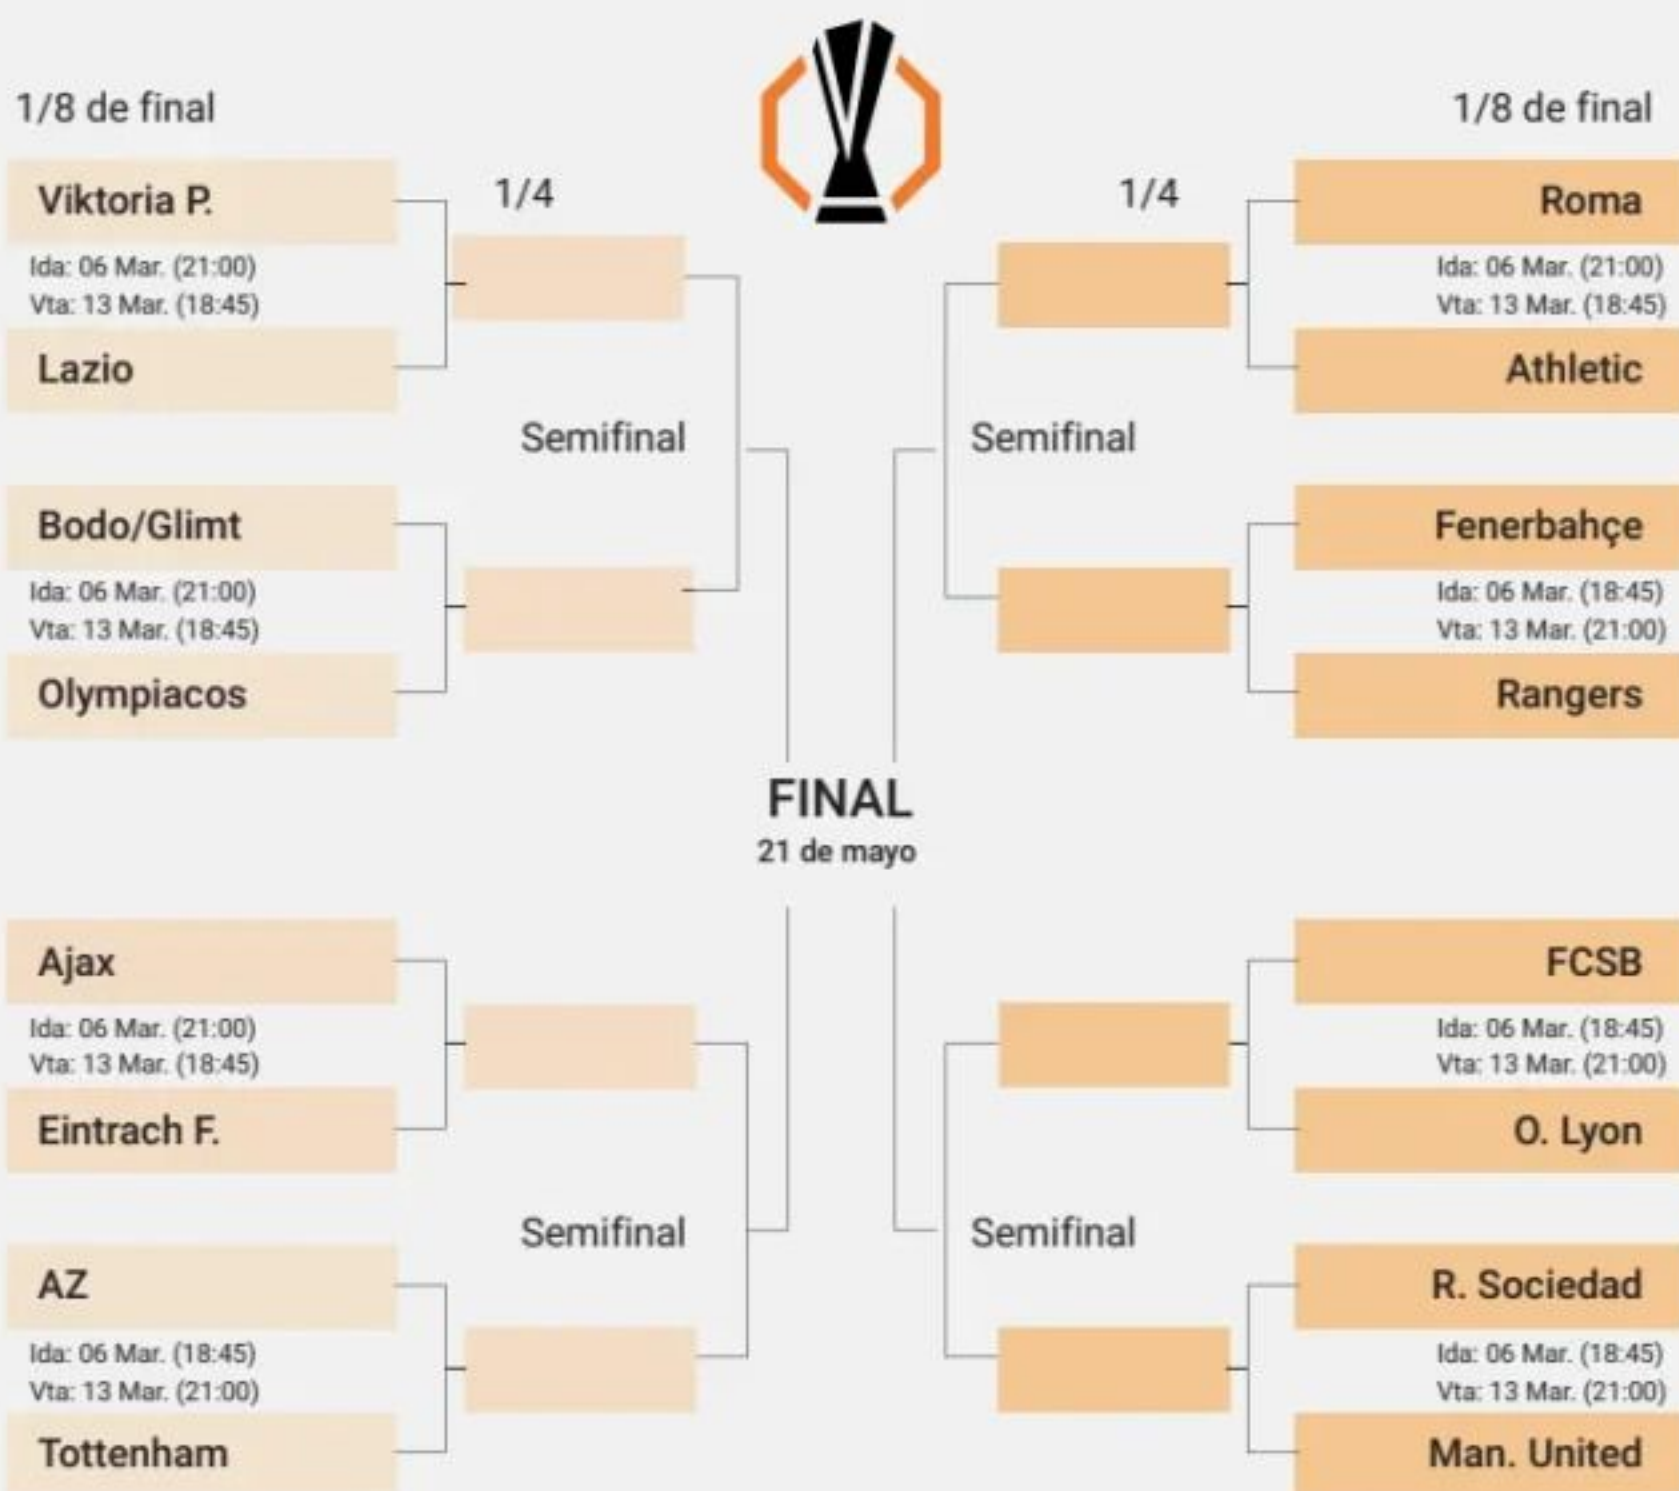 1/8 de final
1/8 de final
1/4
1/4
Viktoria P.
Ida: 06 Mar. (21:00)
Vta: 13 Mar. (18:45)
Lazio
Roma
Ida: 06 Mar. (21:00)
Vta: 13 Mar. (18:45)
Athletic
Semifinal
Semifinal
Bodo/Glimt
Ida: 06 Mar. (21:00)
Vta: 13 Mar. (18:45)
Olympiacos
Fenerbahçe
Ida: 06 Mar. (18:45)
Vta: 13 Mar. (21:00)
Rangers
FINAL
21 de mayo
Ajax
Ida: 06 Mar. (21:00)
Vta: 13 Mar. (18:45)
Eintrach F.
FCSB
Ida: 06 Mar. (18:45)
Vta: 13 Mar. (21:00)
O. Lyon
Semifinal
Semifinal
AZ
Ida: 06 Mar. (18:45)
Vta: 13 Mar. (21:00)
Tottenham
R. Sociedad
Ida: 06 Mar. (18:45)
Vta: 13 Mar. (21:00)
Man. United